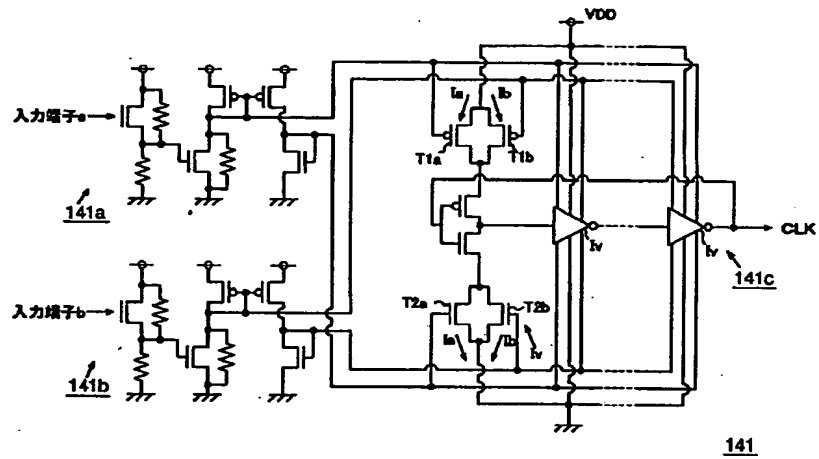 VDD
入力端子a
Ia
Ib
T1a
T1b
141a
CLK
Iv
Iv
141c
入力端子b
T2a
T2b
Ia
Ib
Iv
141b
141